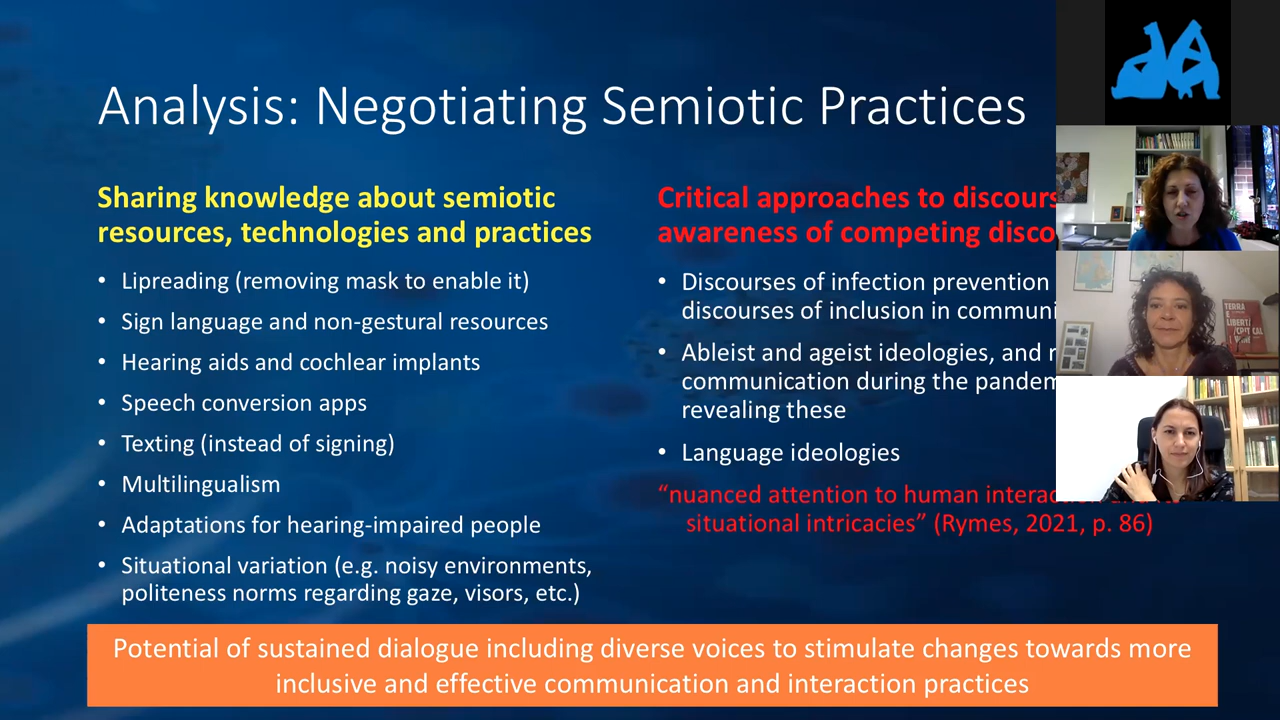 Analysis: Negotiating Semiotic Practices
Sharing knowledge about semiotic
resources, technologies and practices
• Lipreading (removing mask to enable it)
• Sign language and non-gestural resources
• Hearing aids and cochlear implants
• Speech conversion apps
• Texting (instead of signing)
• Multilingualism
• Adaptations for hearing-impaired people
• Situational variation (e.g. noisy environments,
politeness norms regarding gaze, visors, etc.)
Critical approaches to
awareness of competing
• Discourses of infection prevention
discourses of inclusion in
• Ableist and ageist ideologies, and
communication during the
revealing these
• Language ideologies
“nuanced attention to human
situational intricacies” (Rymes, 2021, p. 86)
Potential of sustained dialogue including diverse voices to stimulate changes towards more
inclusive and effective communication and interaction practices
TERRA